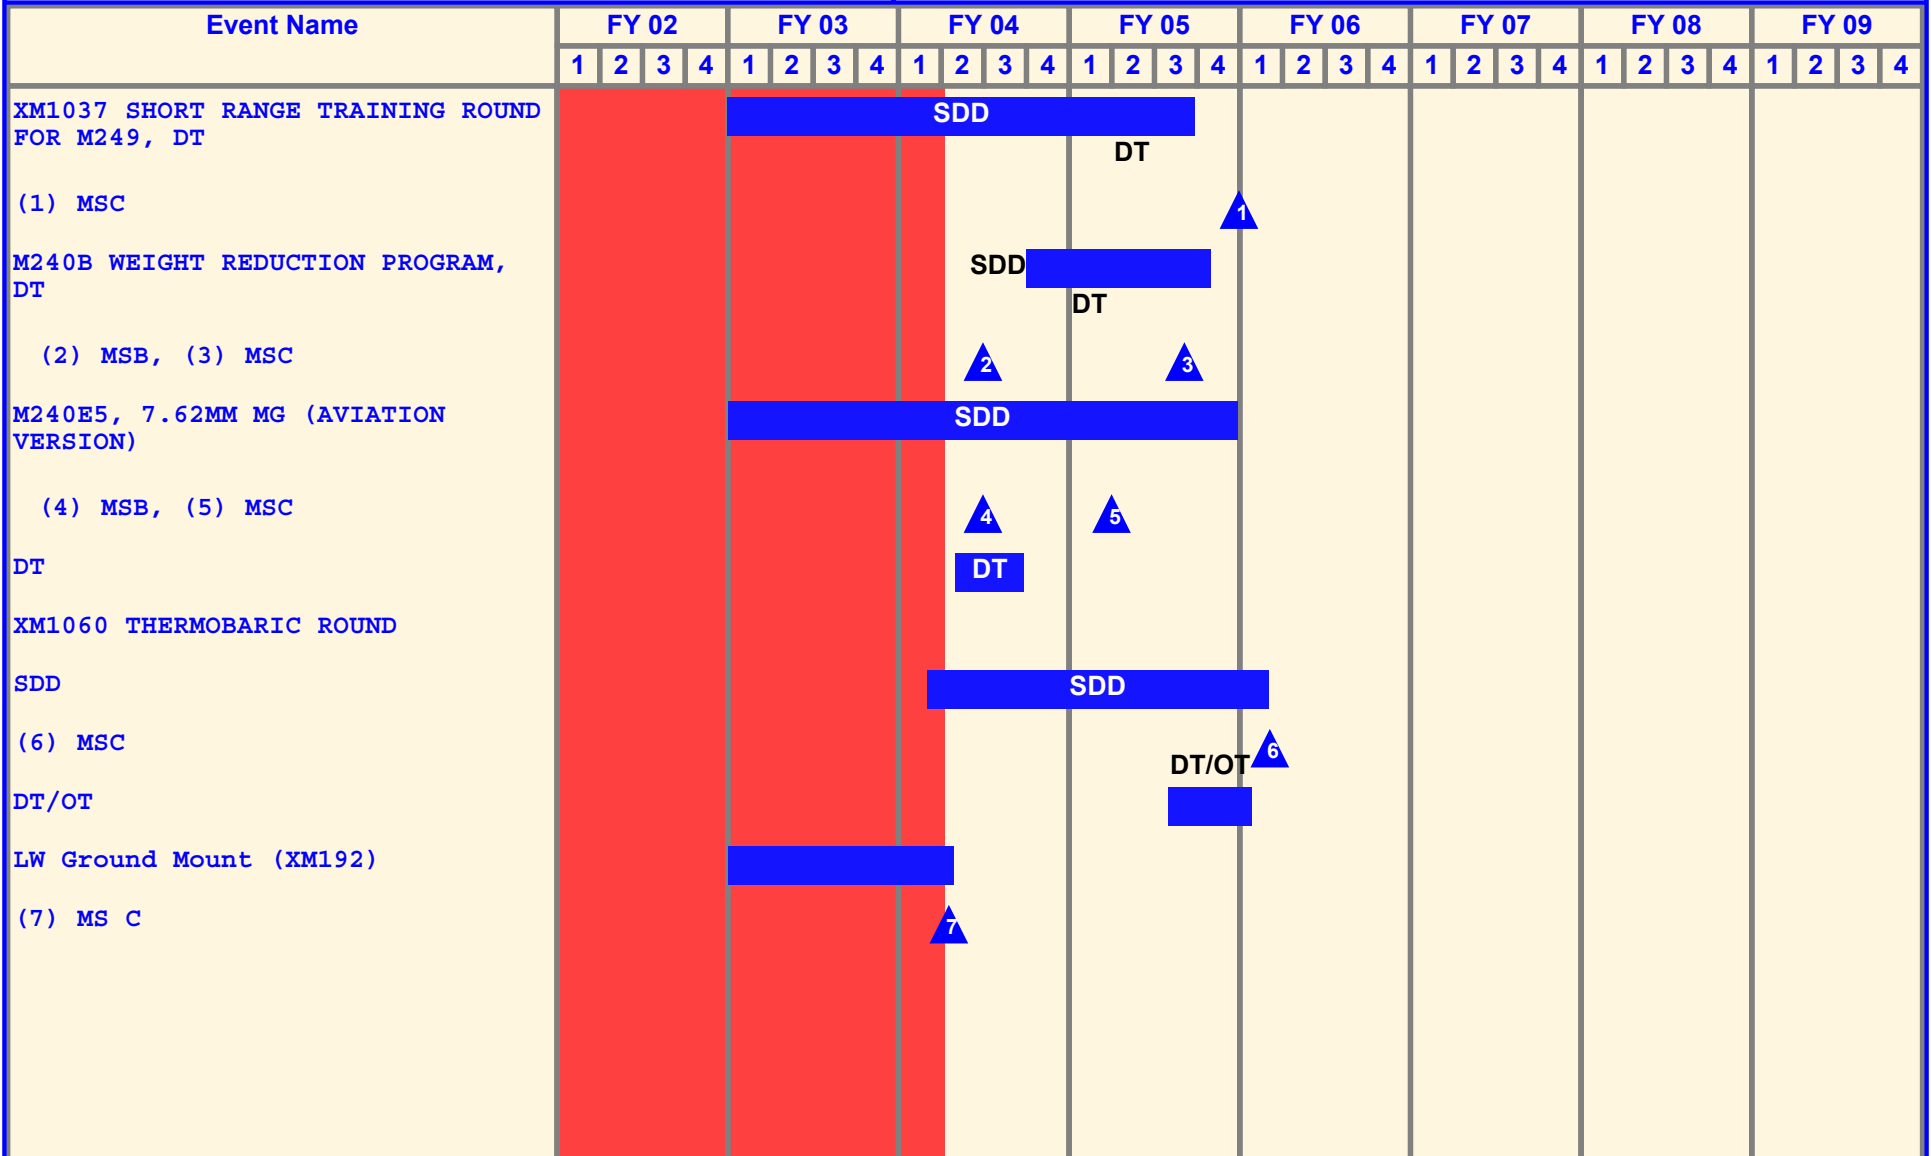 Event Name FY 02 FY 03 FY 04 FY 05 FY 06 FY 07 FY 08 FY 09
1 2 3 4 1 2 3 4 1 2 3 4 1 2 3 4 1 2 3 4 1 2 3 4 1 2 3 4 1 2 3 4
XM1037 SHORT RANGE TRAINING ROUND SDD
FOR M249, DT
DT
(1) MSC 1
M240B WEIGHT REDUCTION PROGRAM, SDD
DT
DT
(2) MSB, (3) MSC 2 3
M240E5, 7.62MM MG (AVIATION SDD
VERSION)
(4) MSB, (5) MSC 4 5
DT DT
XM1060 THERMOBARIC ROUND
SDD SDD
(6) MSC 6
DT/OT
DT/OT
LW Ground Mount (XM192)
(7) MS C 7